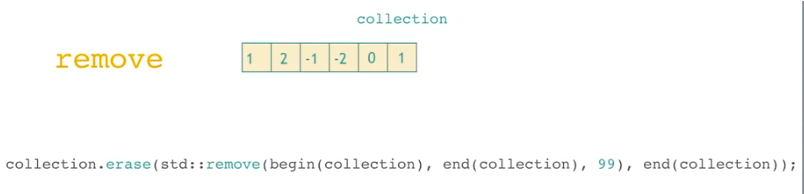 collection
remove 1 2 -1 -2 0 1
collection.erase(std::remove(begin(collection), end(collection), 99), end(collection));